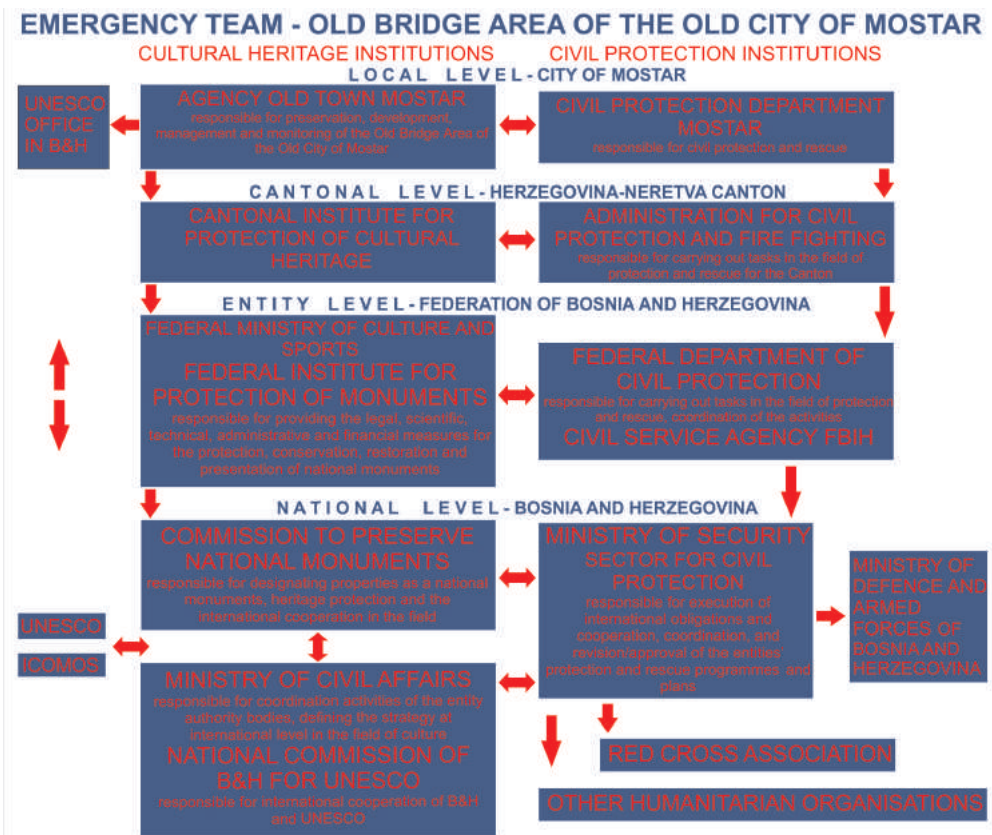 EMERGENCY TEAM - OLD BRIDGE AREA OF THE OLD CITY OF MOSTAR
CULTURAL HERITAGE INSTITUTIONS
CIVIL PROTECTION INSTITUTIONS
LOCAL LEVEL - CITY OF MOSTAR
UNESCO
OFFICE
IN B&H
AGENCY OLD TOWN MOSTAR
responsible for preservation, development,
management and monitoring of the Old Bridge Area of
the Old City of Mostar
CIVIL PROTECTION DEPARTMENT
MOSTAR
responsible for civil protection and rescue
CANTONAL LEVEL - HERZEGOVINA-NERETVA CANTON
CANTONAL INSTITUTE FOR
PROTECTION OF CULTURAL
HERITAGE
ADMINISTRATION FOR CIVIL
PROTECTION AND FIRE FIGHTING
responsible for carrying out tasks in the field of
protection and rescue for the Canton
ENTITY LEVEL - FEDERATION OF BOSNIA AND HERZEGOVINA
FEDERAL MINISTRY OF CULTURE AND
SPORTS
FEDERAL INSTITUTE FOR
PROTECTION OF MONUMENTS
responsible for providing the legal, scientific,
technical, administrative and financial measures for
the protection, conservation, restoration and
presentation of national monuments
FEDERAL DEPARTMENT OF
CIVIL PROTECTION
responsible for carrying out tasks in the field of protection
and rescue, coordination of the activities
CIVIL SERVICE AGENCY FBIH
NATIONAL LEVEL - BOSNIA AND HERZEGOVINA
COMMISSION TO PRESERVE
NATIONAL MONUMENTS
responsible for designating properties as a national
monuments, heritage protection and the
international cooperation in the field
MINISTRY OF SECURITY
SECTOR FOR CIVIL
PROTECTION
responsible for execution of
international obligations and
cooperation, coordination, and
revision/approval of the entities'
protection and rescue programmes and
plans
MINISTRY OF
DEFENCE AND
ARMED
FORCES OF
BOSNIA AND
HERZEGOVINA
UNESCO
ICOMOS
MINISTRY OF CIVIL AFFAIRS
responsible for coordination activities of the entity
authority bodies, defining the strategy at
international level in the field of culture
NATIONAL COMMISSION OF
B&H FOR UNESCO
responsible for international cooperation of B&H
and UNESCO
RED CROSS ASSOCIATION
OTHER HUMANITARIAN ORGANISATIONS